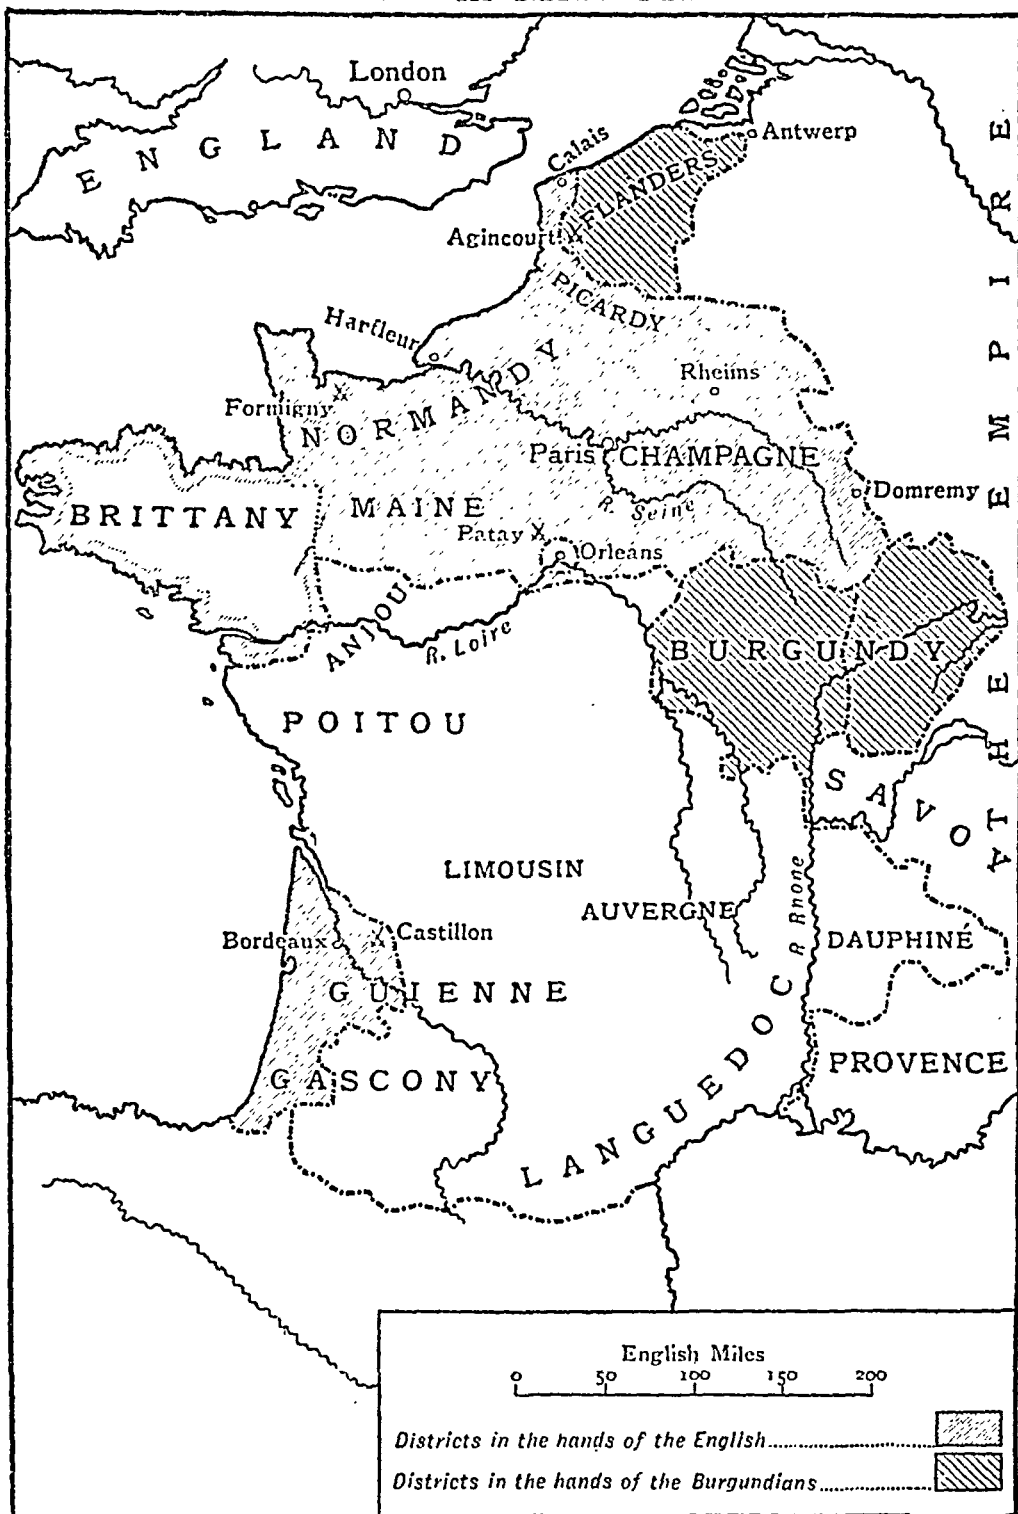 London
ENGLAND
Antwerp
Calais
FLANDERS
Agincourt
PICARDY
Harfleur
NORMANDY
Rheims
Formigny
Paris
CHAMPAGNE
Domremy
BRITTANY
MAINE
R. Seine
Patay
Orleans
ANJOU
R. Loire
BURGUNDY
THE EMPIRE
POITOU
SAVOY
LIMOUSIN
AUVERGNE
R Rhone
DAUPHINÉ
Bordeaux
Castillon
GUIENNE
GASCONY
LANGUEDOC
PROVENCE
English Miles
0 50 100 150 200
Districts in the hands of the English
Districts in the hands of the Burgundians